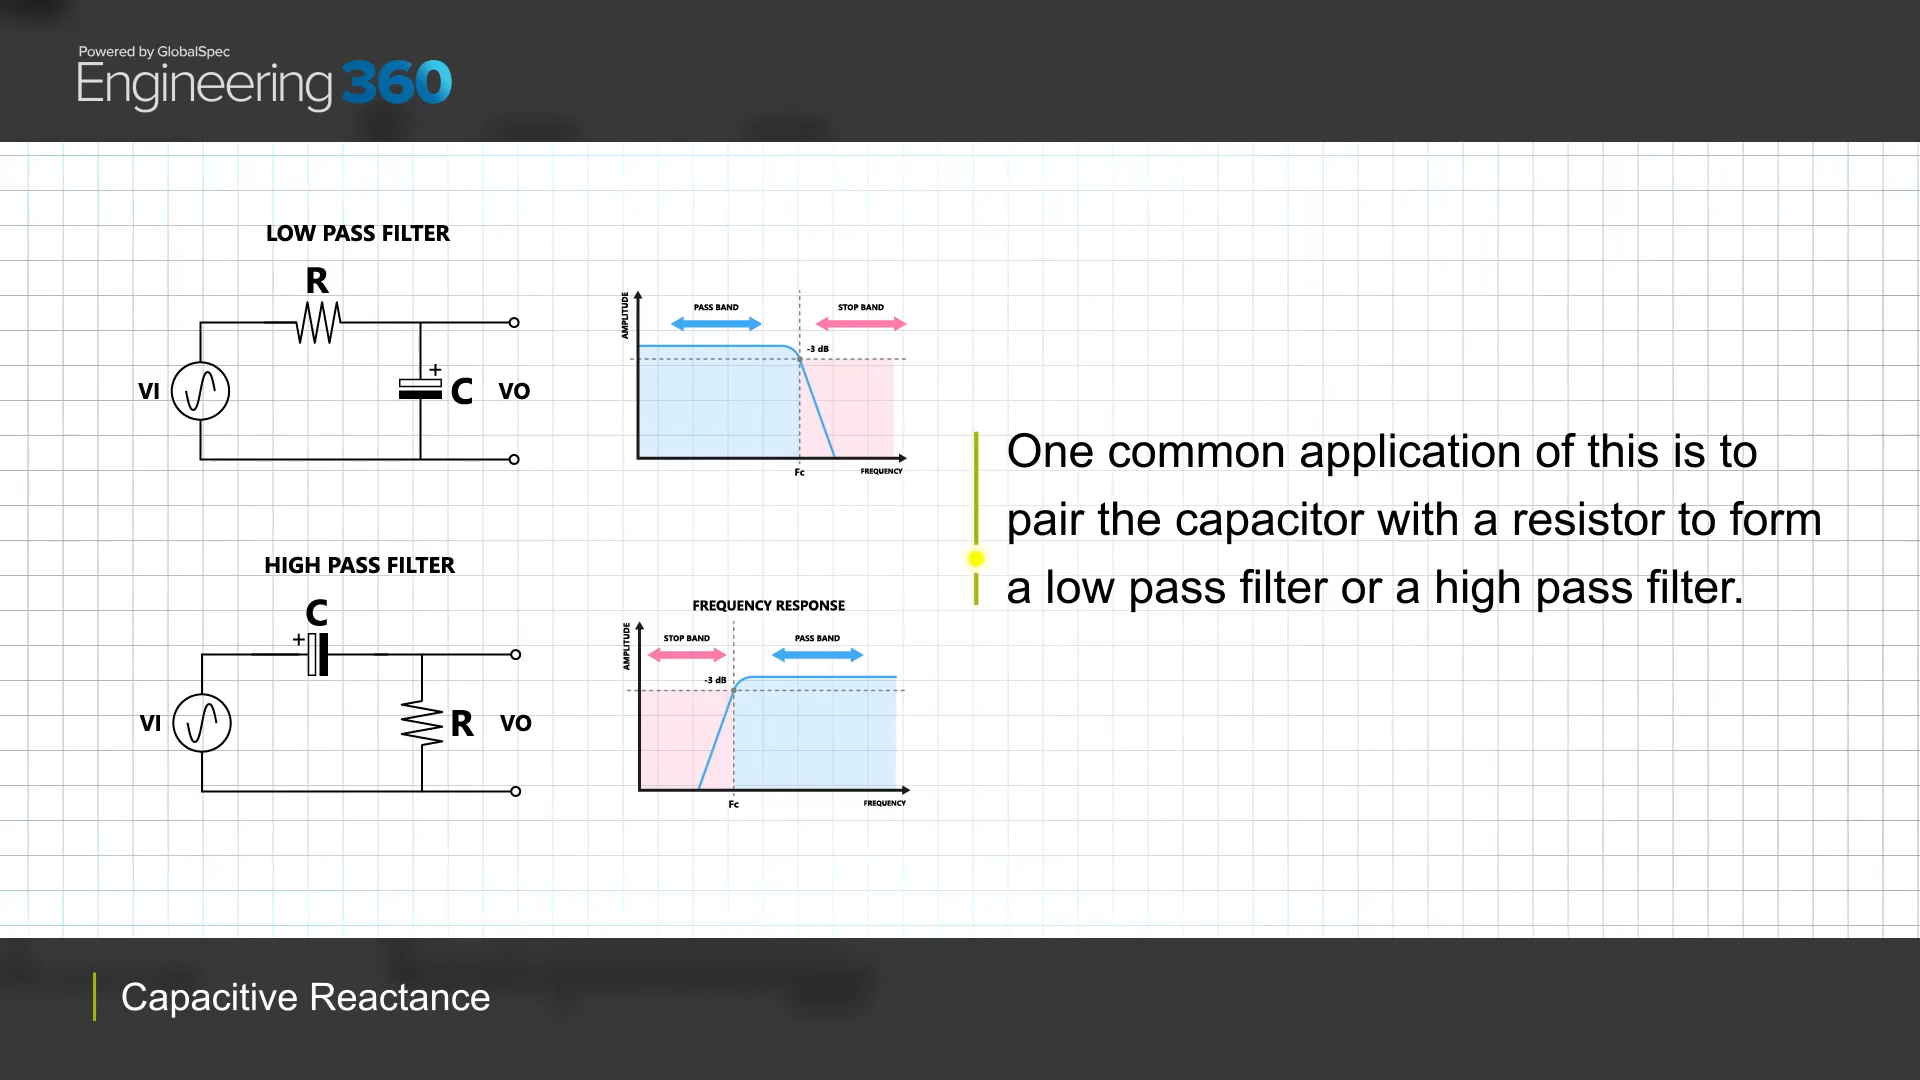 Powered by GlobalSpec
Engineering 360
LOW PASS FILTER
R
VI
+
C
VO
AMPLITUDE
PASS BAND
STOP BAND
-3 dB
Fc
FREQUENCY
HIGH PASS FILTER
C
+
VI
R
VO
FREQUENCY RESPONSE
AMPLITUDE
STOP BAND
PASS BAND
-3 dB
Fc
FREQUENCY
One common application of this is to
pair the capacitor with a resistor to form
a low pass filter or a high pass filter.
Capacitive Reactance